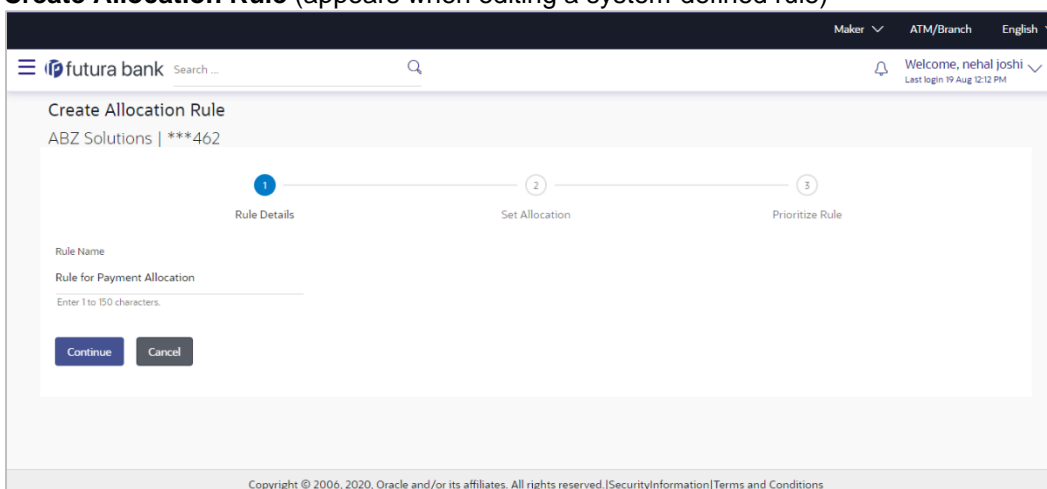 Create Allocation Rule (appears when editing a system-defined rule)
Maker ATM/Branch English
futura bank Search ... Welcome, nehal joshi
Last login 19 Aug 12:12 PM
Create Allocation Rule
ABZ Solutions | ***462
1 2 3
Rule Details Set Allocation Prioritize Rule
Rule Name
Rule for Payment Allocation
Enter 1 to 150 characters.
Continue Cancel
Copyright © 2006, 2020, Oracle and/or its affiliates. All rights reserved.|SecurityInformation|Terms and Conditions